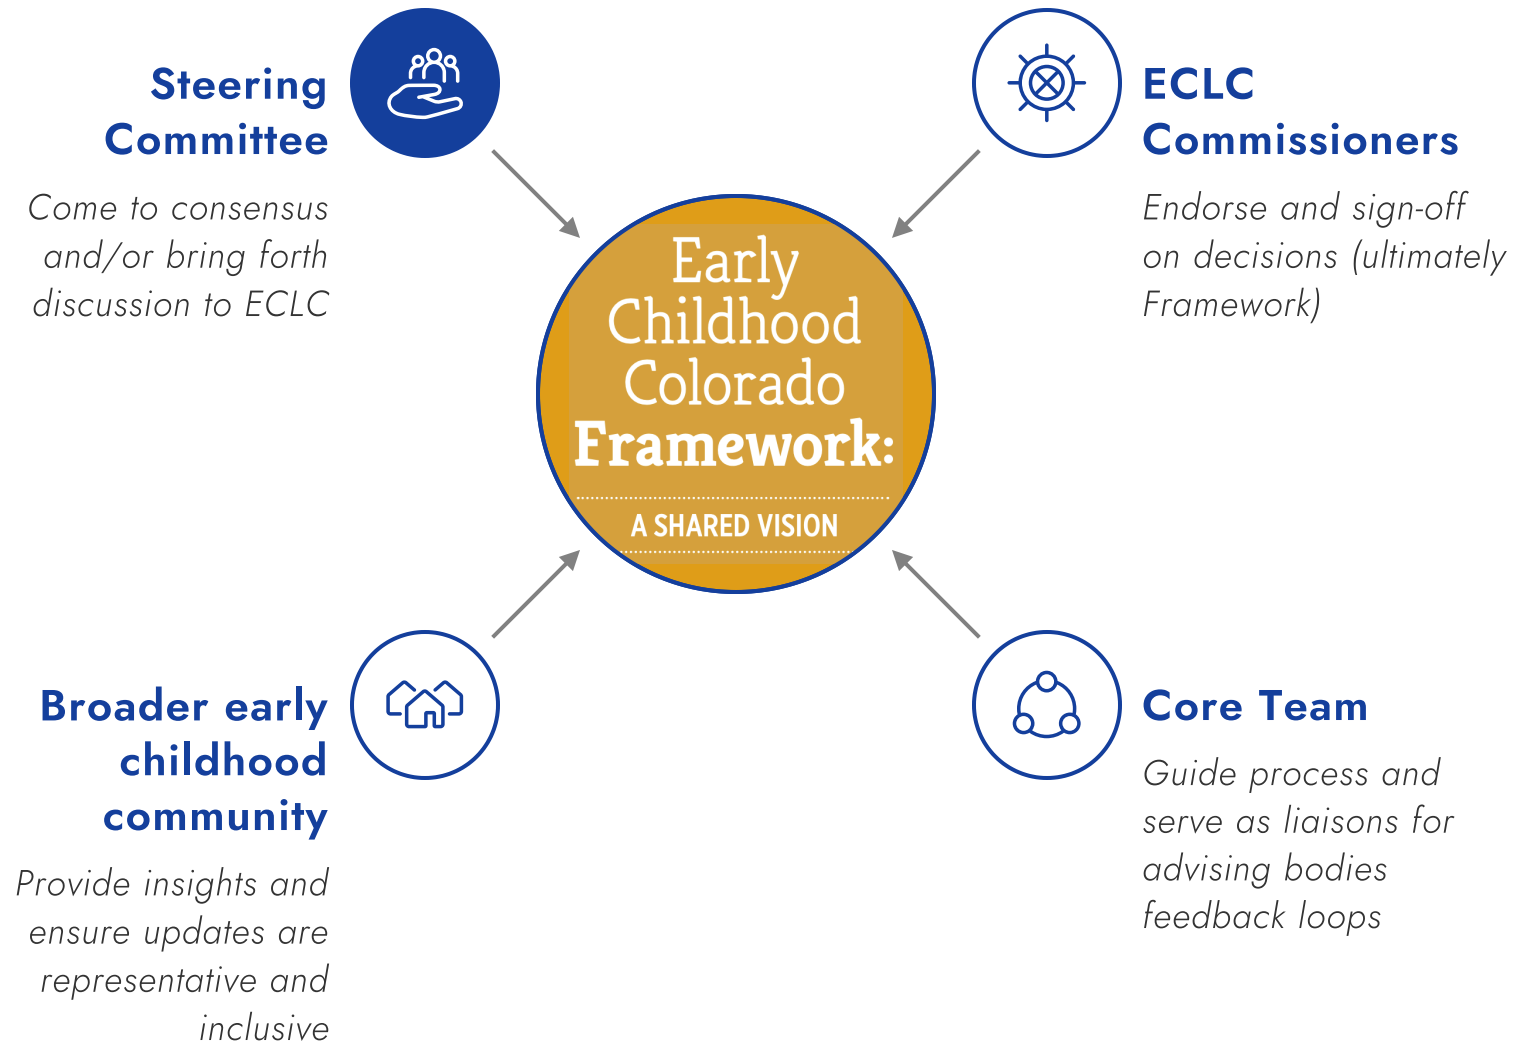 Steering
Committee
Come to consensus
and/or bring forth
discussion to ECLC
ECLC
Commissioners
Endorse and sign-off
on decisions (ultimately
Framework)
Early
Childhood
Colorado
Framework:
A SHARED VISION
Broader early
childhood
community
Provide insights and
ensure updates are
representative and
inclusive
Core Team
Guide process and
serve as liaisons for
advising bodies
feedback loops